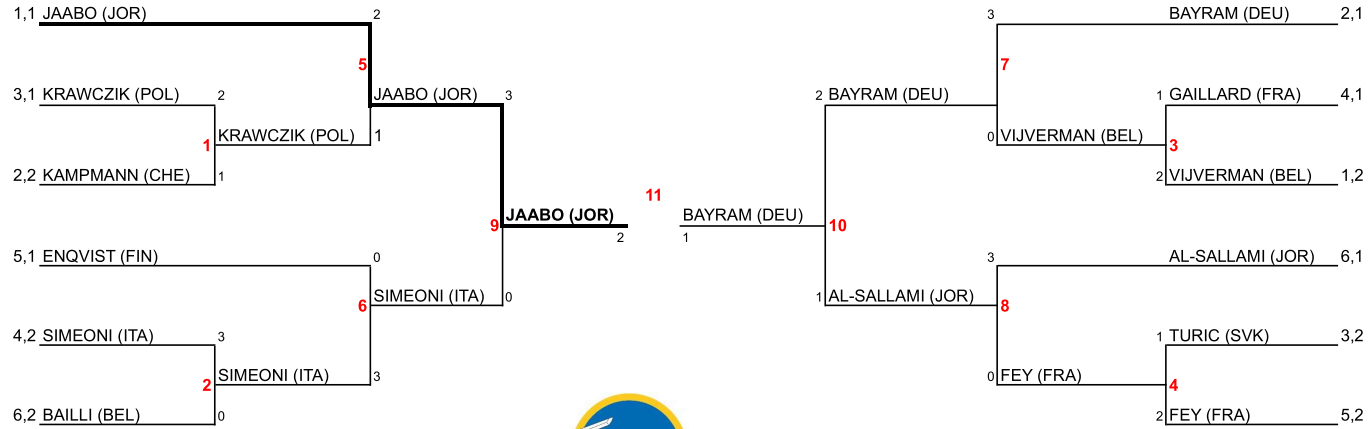 1,1 JAABO (JOR) 2 3 BAYRAM (DEU) 2,1
5 7
3,1 KRAWCZIK (POL) 2 JAABO (JOR) 3 2 BAYRAM (DEU) 1 GAILLARD (FRA) 4,1
1 KRAWCZIK (POL) 1 0 VIJVERMAN (BEL) 3
2,2 KAMPMANN (CHE) 1 2 VIJVERMAN (BEL) 1,2
11
9 JAABO (JOR) BAYRAM (DEU) 10
2 1
5,1 ENQVIST (FIN) 0 3 AL-SALLAMI (JOR) 6,1
6 SIMEONI (ITA) 0 1 AL-SALLAMI (JOR) 8
4,2 SIMEONI (ITA) 3 1 TURIC (SVK) 3,2
2 SIMEONI (ITA) 3 0 FEY (FRA) 4
6,2 BAILLI (BEL) 0 2 FEY (FRA) 5,2